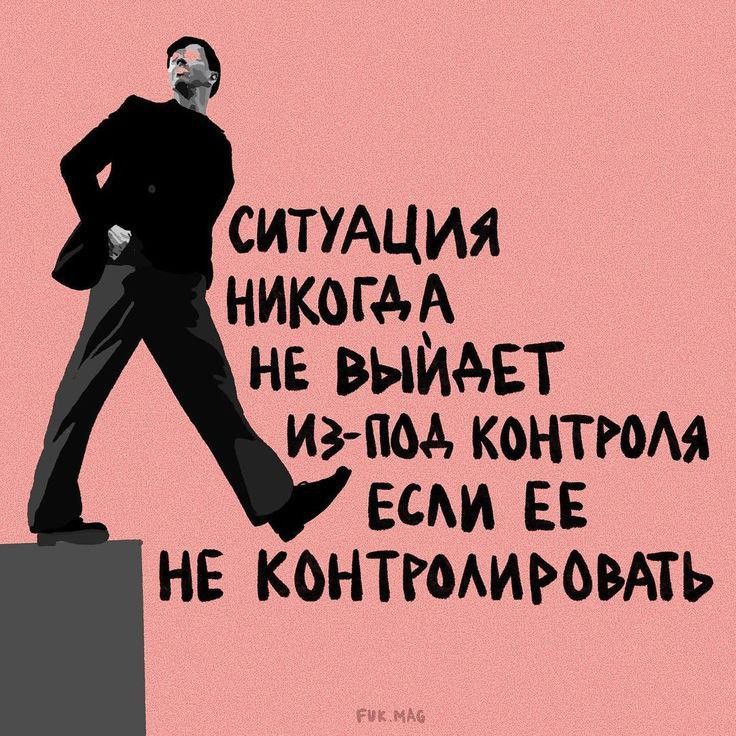 СИТУАЦИЯ
НИКОГДА
НЕ ВЫЙДЕТ
ИЗ-ПОД КОНТРОЛЯ
ЕСЛИ ЕЕ
НЕ КОНТРОЛИРОВАТЬ
FUK.MAG